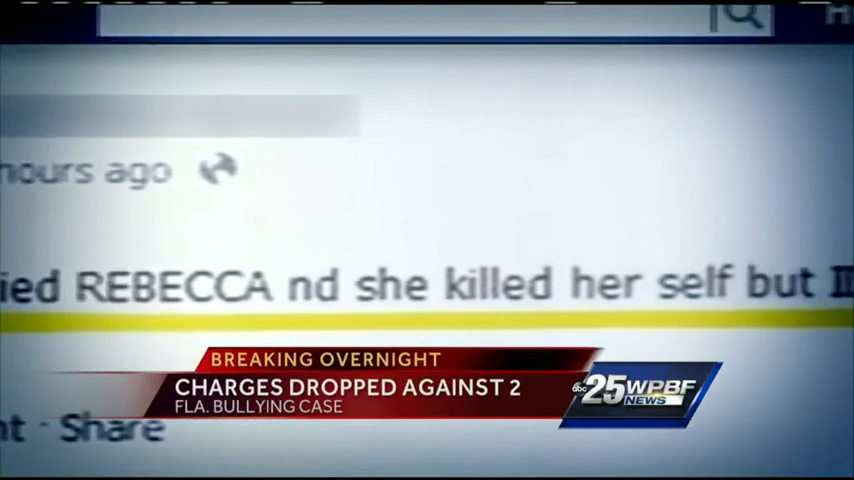 hours ago
ied REBECCA nd she killed her self but
BREAKING OVERNIGHT
CHARGES DROPPED AGAINST 2
FLA. BULLYING CASE
abc 25 WPBF
NEWS
nt · Share